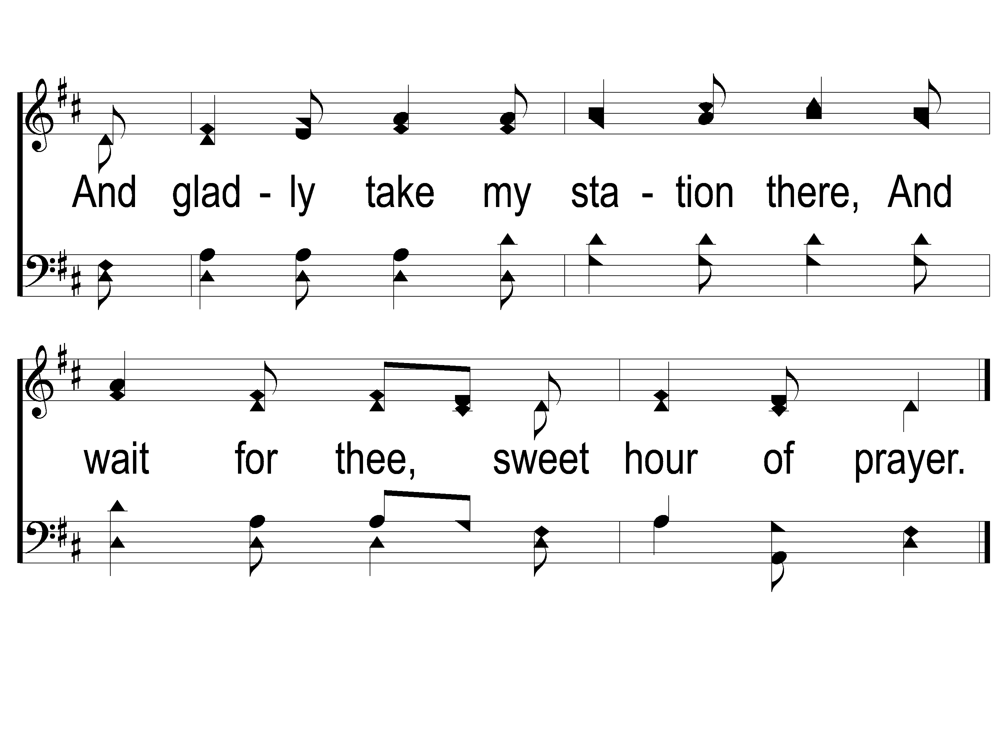 And glad - ly take my sta - tion there, And
wait for thee, sweet hour of prayer.